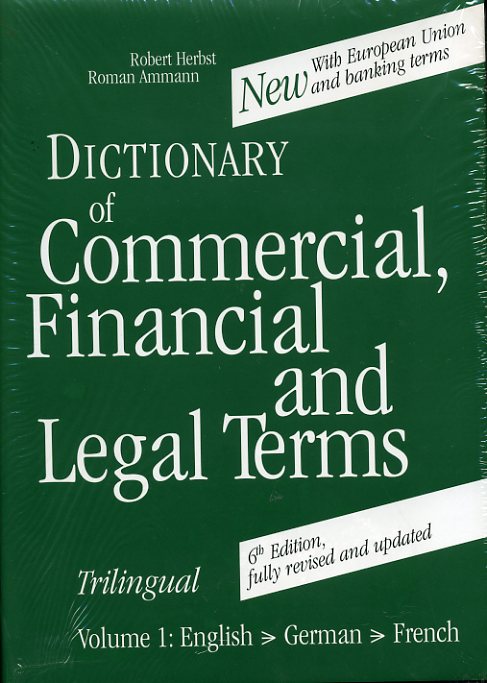 Robert Herbst
Roman Ammann
New With European Union
and banking terms
DICTIONARY
of
Commercial,
Financial
and
Legal Terms
6th Edition,
fully revised and updated
Trilingual
Volume 1: English > German > French